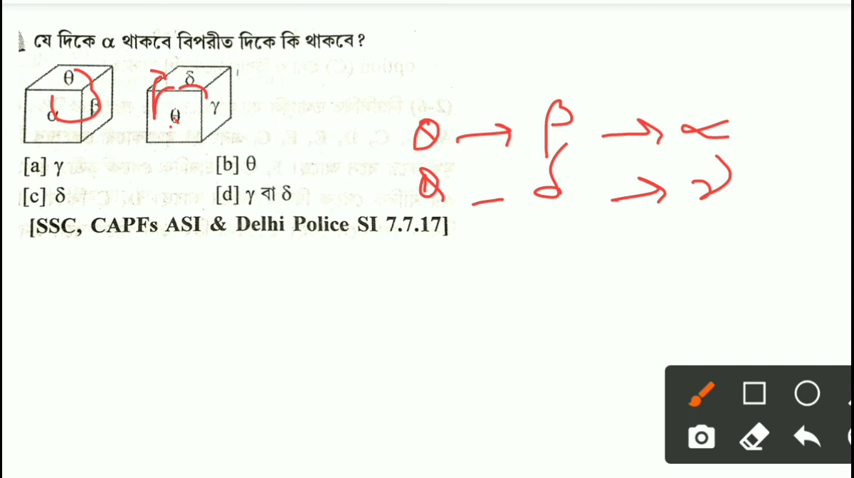 যে দিকে α থাকবে বিপরীত দিকে কি থাকবে?
θ α β
δ θ γ
[a] γ [b] θ
[c] δ [d] γ বা δ
[SSC, CAPFs ASI & Delhi Police SI 7.7.17]
θ → β → α
θ – δ → γ